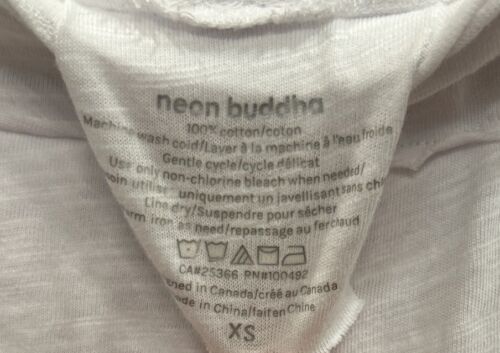 neon buddha
100% cotton/coton
Machine wash cold/Laver à la machine à l'eau froide
Gentle cycle/cycle délicat
Use only non-chlorine bleach when needed/
uniquement un javellisant sans
Line dry/Suspendre pour sécher
iron as need/repassage au fer chaud
CA#25366 RN#100492
in Canada/créé au Canada
in China/fait en Chine
XS